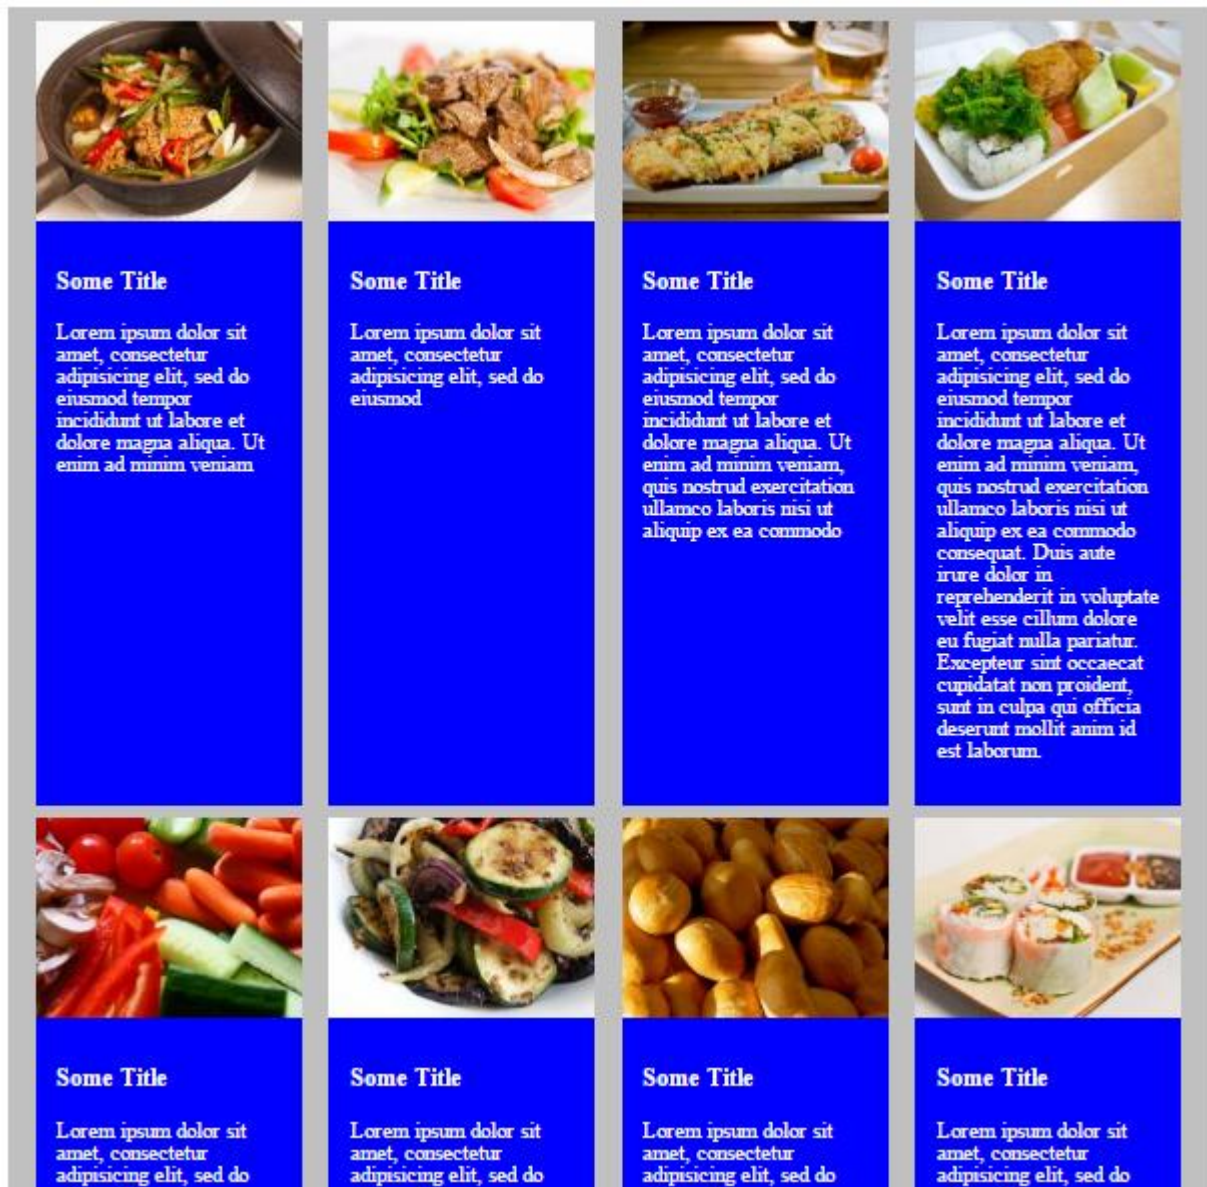 Some Title
Lorem ipsum dolor sit
amet, consectetur
adipisicing elit, sed do
eiusmod tempor
incididunt ut labore et
dolore magna aliqua. Ut
enim ad minim veniam
Some Title
Lorem ipsum dolor sit
amet, consectetur
adipisicing elit, sed do
eiusmod
Some Title
Lorem ipsum dolor sit
amet, consectetur
adipisicing elit, sed do
eiusmod tempor
incididunt ut labore et
dolore magna aliqua. Ut
enim ad minim veniam,
quis nostrud exercitation
ullamco laboris nisi ut
aliquip ex ea commodo
Some Title
Lorem ipsum dolor sit
amet, consectetur
adipisicing elit, sed do
eiusmod tempor
incididunt ut labore et
dolore magna aliqua. Ut
enim ad minim veniam,
quis nostrud exercitation
ullamco laboris nisi ut
aliquip ex ea commodo
consequat. Duis aute
irure dolor in
reprehenderit in voluptate
velit esse cillum dolore
eu fugiat nulla pariatur.
Excepteur sint occaecat
cupidatat non proident,
sunt in culpa qui officia
deserunt mollit anim id
est laborum.
Some Title
Lorem ipsum dolor sit
amet, consectetur
adipisicing elit, sed do
Some Title
Lorem ipsum dolor sit
amet, consectetur
adipisicing elit, sed do
Some Title
Lorem ipsum dolor sit
amet, consectetur
adipisicing elit, sed do
Some Title
Lorem ipsum dolor sit
amet, consectetur
adipisicing elit, sed do